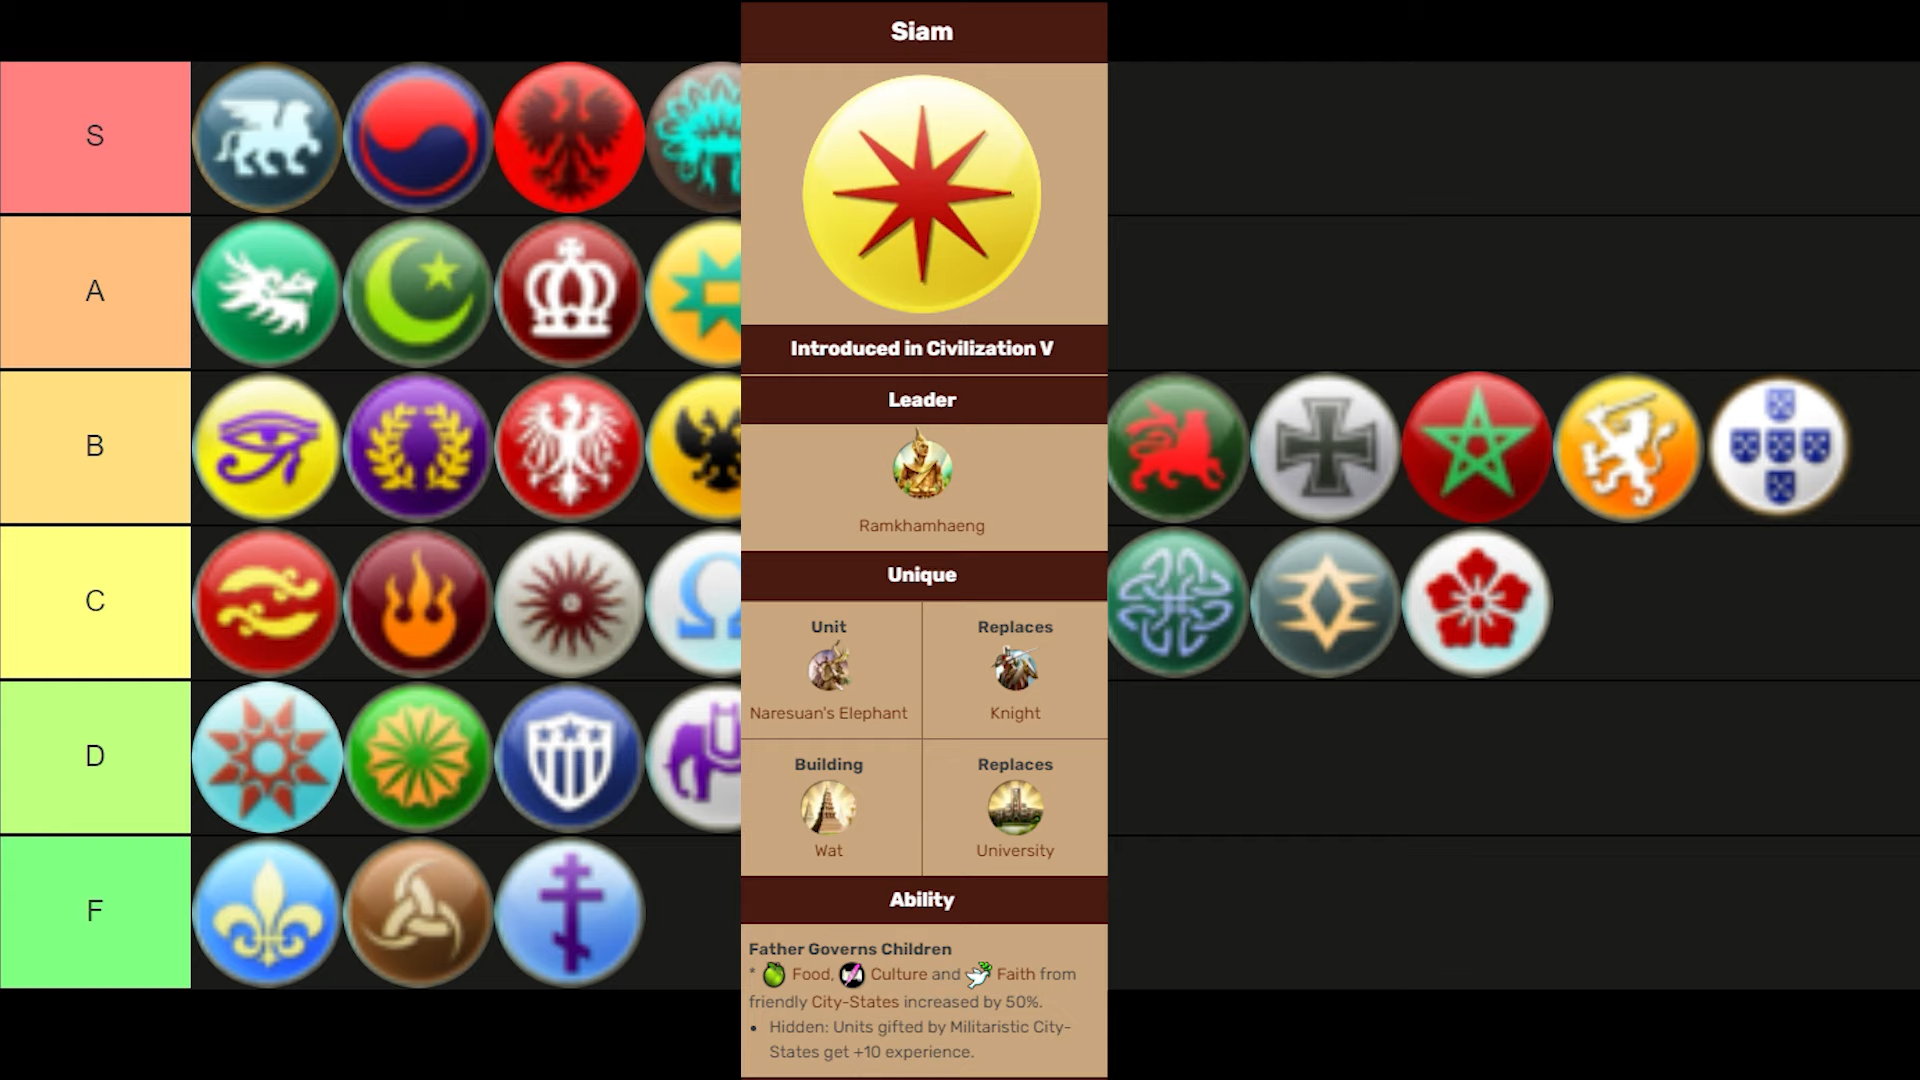 S
A
B
C
D
F
Siam
Introduced in Civilization V
Leader
Ramkhamhaeng
Unique
Unit
Replaces
Naresuan's Elephant
Knight
Building
Replaces
Wat
University
Ability
Father Governs Children
* Food, Culture and Faith from
friendly City-States increased by 50%.
• Hidden: Units gifted by Militaristic City-
States get +10 experience.